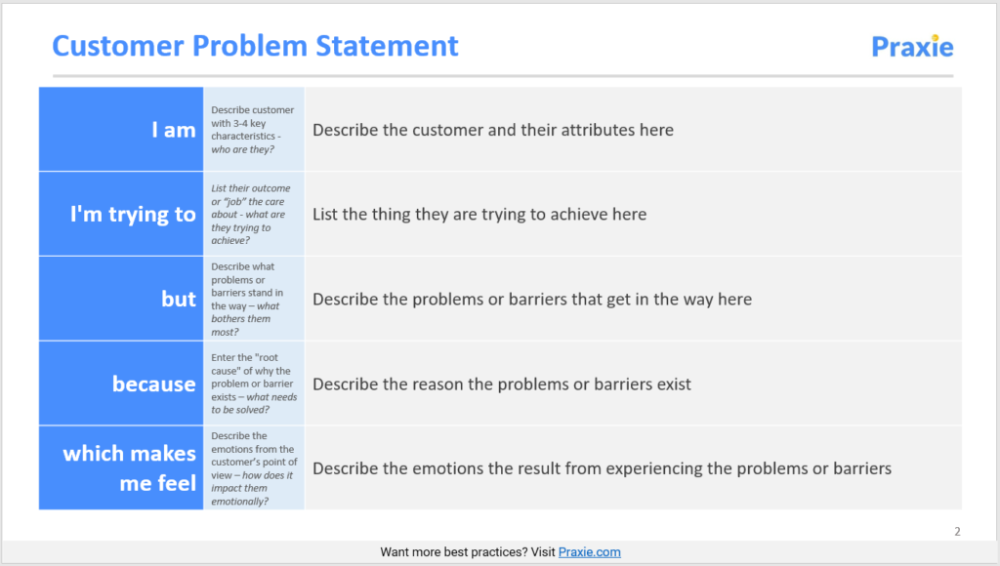 Customer Problem Statement
Praxie
I am
Describe customer
with 3-4 key
characteristics -
who are they?
Describe the customer and their attributes here
I'm trying to
List their outcome
or “job” the care
about - what are
they trying to
achieve?
List the thing they are trying to achieve here
but
Describe what
problems or
barriers stand in
the way – what
bothers them
most?
Describe the problems or barriers that get in the way here
because
Enter the "root
cause" of why the
problem or barrier
exists – what needs
to be solved?
Describe the reason the problems or barriers exist
which makes
me feel
Describe the
emotions from the
customer’s point of
view – how does it
impact them
emotionally?
Describe the emotions the result from experiencing the problems or barriers
2
Want more best practices? Visit Praxie.com